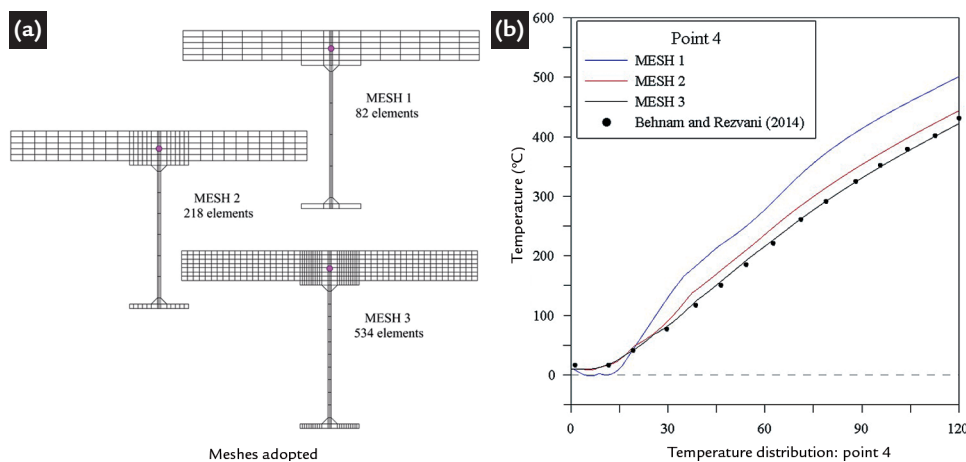 (a)
MESH 1
82 elements
MESH 2
218 elements
MESH 3
534 elements
Meshes adopted
(b)
Point 4
MESH 1
MESH 2
MESH 3
Behnam and Rezvani (2014)
Temperature (°C)
600
500
400
300
200
100
0
0 30 60 90 120
Temperature distribution: point 4